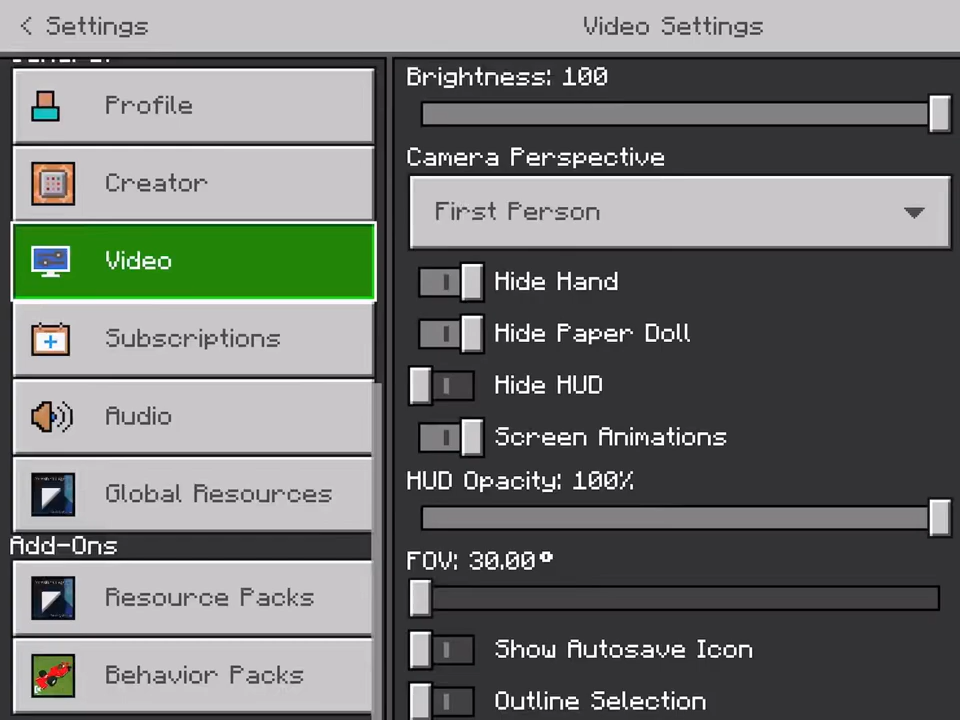 < Settings
Video Settings
Profile
Creator
Video
Subscriptions
Audio
Global Resources
Add-Ons
Resource Packs
Behavior Packs
Brightness: 100
Camera Perspective
First Person
Hide Hand
Hide Paper Doll
Hide HUD
Screen Animations
HUD Opacity: 100%
FOV: 30.00°
Show Autosave Icon
Outline Selection